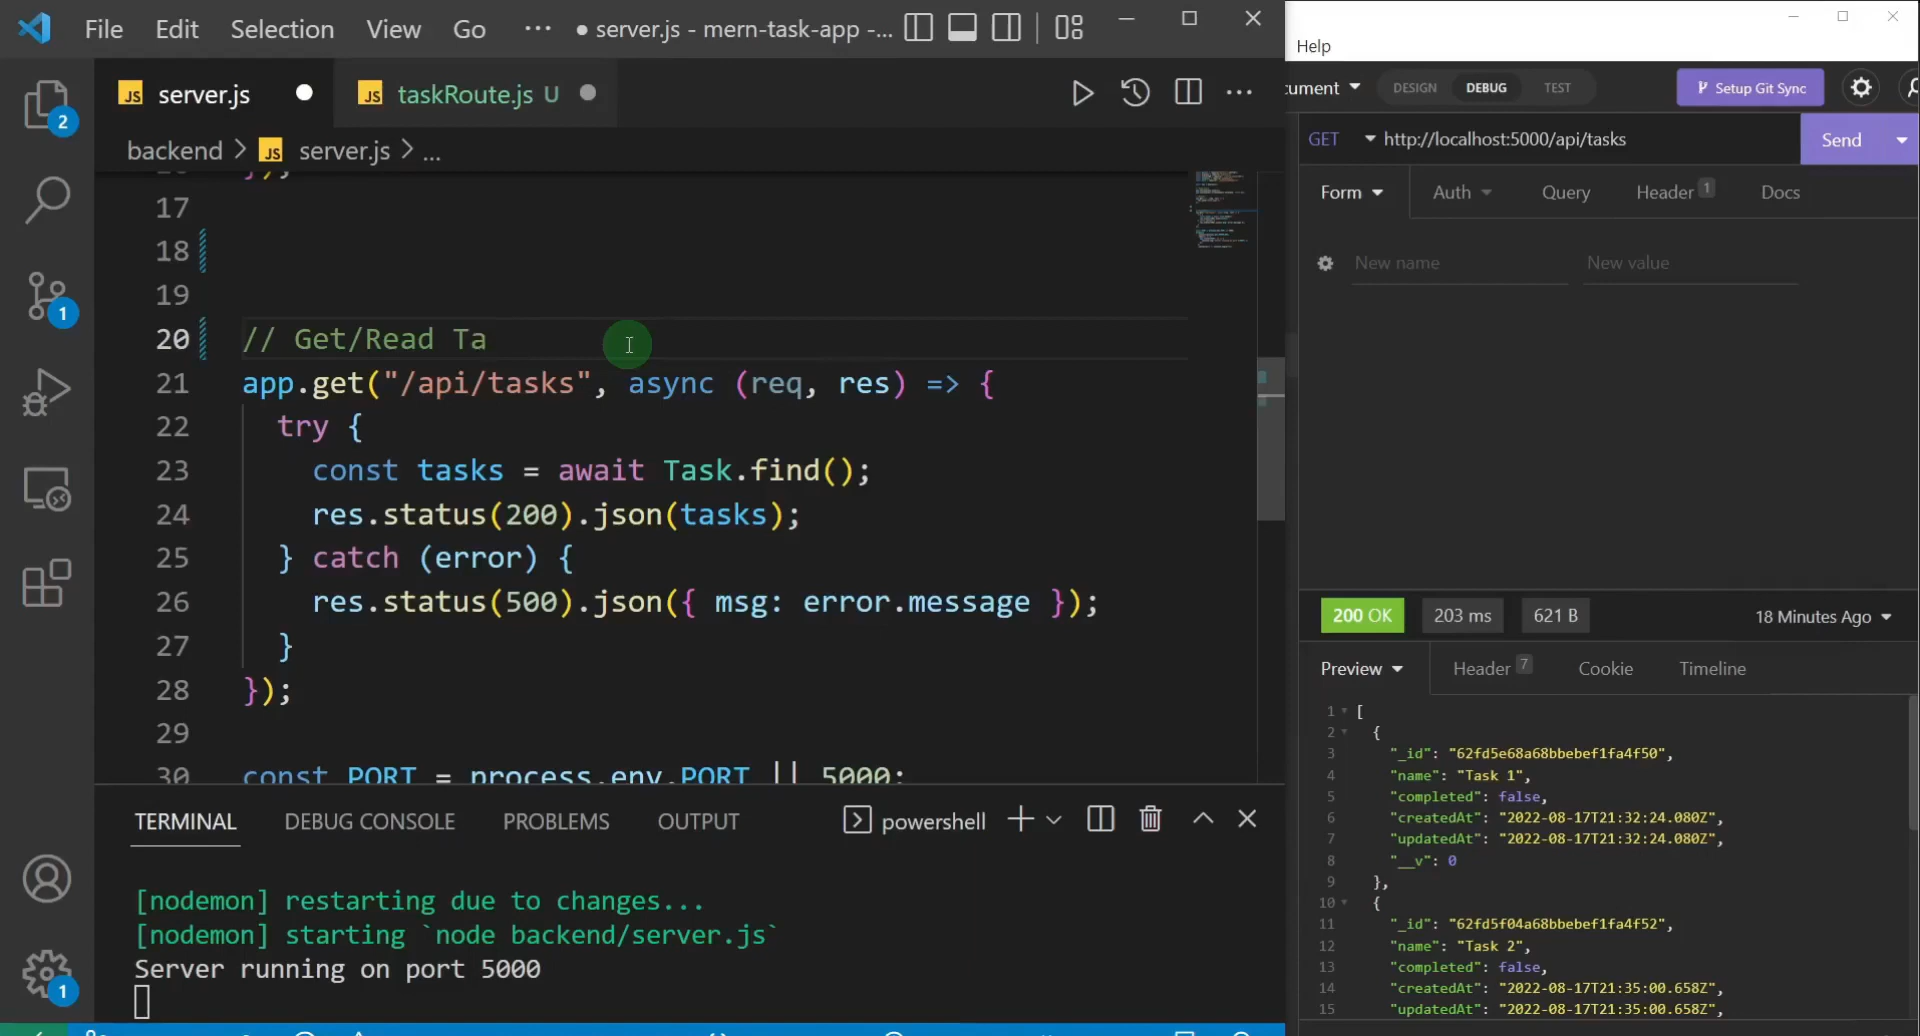 File Edit Selection View Go ··· ● server.js - mern-task-app -...
Help
JS server.js ●
JS taskRoute.js U ●
cument
DESIGN DEBUG TEST
Setup Git Sync
backend > JS server.js > ...
GET http://localhost:5000/api/tasks
Send
Form Auth Query Header 1 Docs
New name New value
2
1
1
17
18
19
20 // Get/Read Ta
21 app.get("/api/tasks", async (req, res) => {
22 try {
23 const tasks = await Task.find();
24 res.status(200).json(tasks);
25 } catch (error) {
26 res.status(500).json({ msg: error.message });
27 }
28 });
29
30 const PORT = process.env.PORT || 5000;
TERMINAL DEBUG CONSOLE PROBLEMS OUTPUT powershell
[nodemon] restarting due to changes...
[nodemon] starting `node backend/server.js`
Server running on port 5000
200 OK 203 ms 621 B 18 Minutes Ago
Preview Header 7 Cookie Timeline
1 [
2 {
3 "_id": "62fd5e68a68bbebef1fa4f50",
4 "name": "Task 1",
5 "completed": false,
6 "createdAt": "2022-08-17T21:32:24.080Z",
7 "updatedAt": "2022-08-17T21:32:24.080Z",
8 "__v": 0
9 },
10 {
11 "_id": "62fd5f04a68bbebef1fa4f52",
12 "name": "Task 2",
13 "completed": false,
14 "createdAt": "2022-08-17T21:35:00.658Z",
15 "updatedAt": "2022-08-17T21:35:00.658Z",